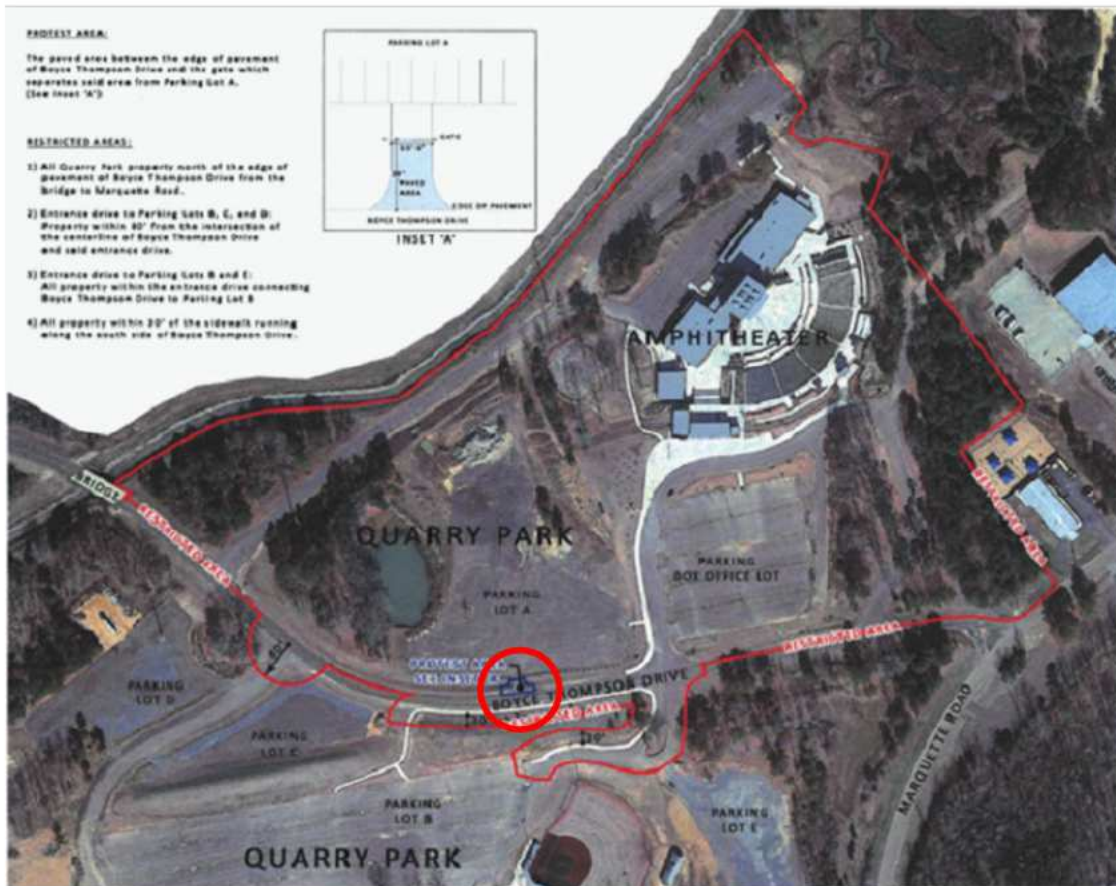 PROTEST AREA:
The paved area between the edge of pavement
of Boyce Thompson Drive and the gate which
separates said area from Parking Lot A.
(See Inset "A")
RESTRICTED AREAS:
1) All Quarry Park property north of the edge of
pavement of Boyce Thompson Drive from the
Bridge to Marquette Road.
2) Entrance drive to Parking Lots B, C, and D:
Property within 80' from the intersection of
the centerline of Boyce Thompson Drive
and said entrance drive.
3) Entrance drive to Parking Lots B and E:
All property within the entrance drive connecting
Boyce Thompson Drive to Parking Lot B
4) All property within 20' of the sidewalk running
along the south side of Boyce Thompson Drive.
PARKING LOT A
GATE
PAVED
AREA
EDGE OF PAVEMENT
BOYCE THOMPSON DRIVE
INSET "A"
AMPHITHEATER
BRIDGE
RESTRICTED AREA
QUARRY PARK
PARKING
LOT A
PARKING
BOX OFFICE LOT
RESTRICTED AREA
RESTRICTED AREA
PROTEST AREA
SEE INSET
BOYCE THOMPSON DRIVE
RESTRICTED AREA
80'
20'
PARKING
LOT D
PARKING
LOT C
PARKING
LOT B
PARKING
LOT E
MARQUETTE ROAD
QUARRY PARK